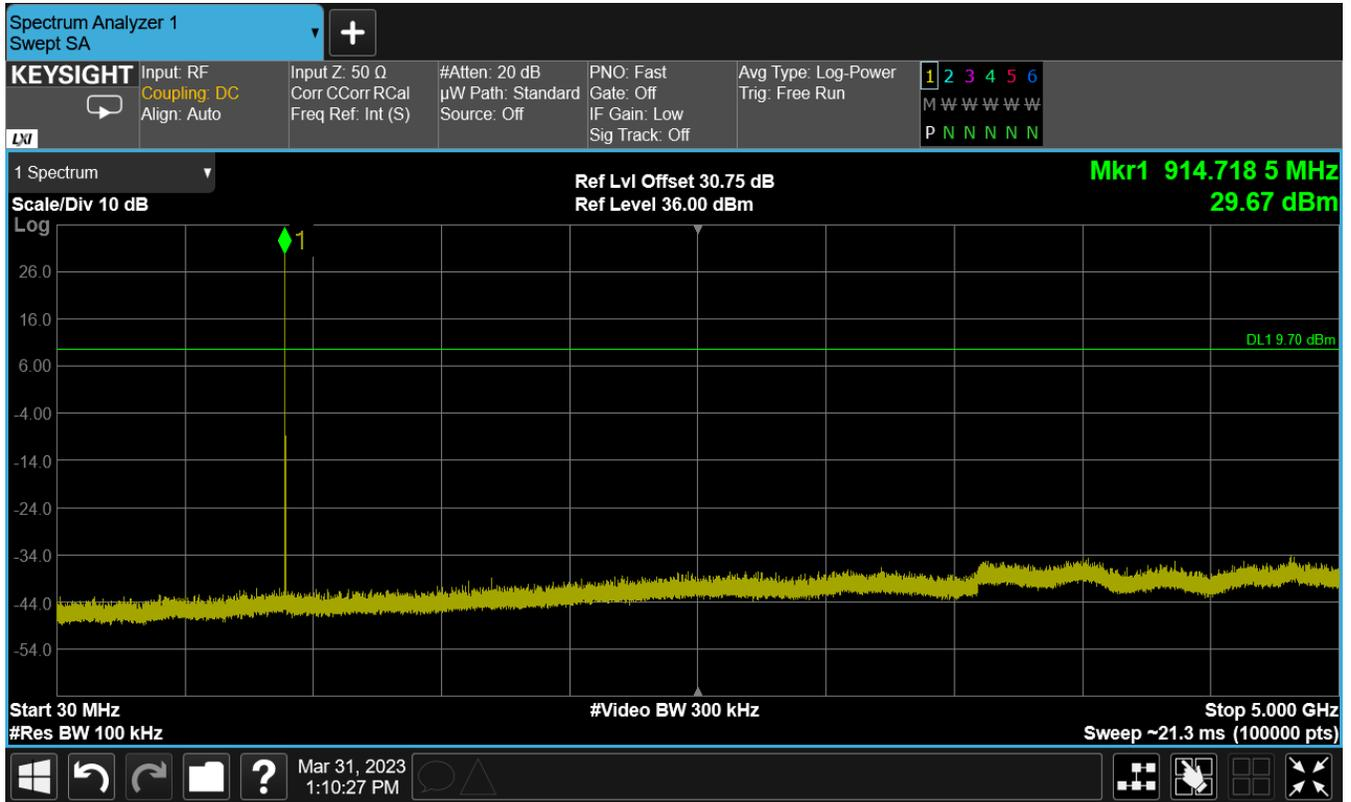 Spectrum Analyzer 1
Swept SA
KEYSIGHT
LXI
Input: RF
Coupling: DC
Align: Auto
Input Z: 50 Ω
Corr CCorr RCal
Freq Ref: Int (S)
#Atten: 20 dB
µW Path: Standard
Source: Off
PNO: Fast
Gate: Off
IF Gain: Low
Sig Track: Off
Avg Type: Log-Power
Trig: Free Run
1 2 3 4 5 6
M W W W W W
P N N N N N
1 Spectrum
Scale/Div 10 dB
Log
Ref Lvl Offset 30.75 dB
Ref Level 36.00 dBm
Mkr1 914.718 5 MHz
29.67 dBm
1
26.0
16.0
DL1 9.70 dBm
6.00
-4.00
-14.0
-24.0
-34.0
-44.0
-54.0
Start 30 MHz
#Video BW 300 kHz
Stop 5.000 GHz
#Res BW 100 kHz
Sweep ~21.3 ms (100000 pts)
?
Mar 31, 2023
1:10:27 PM